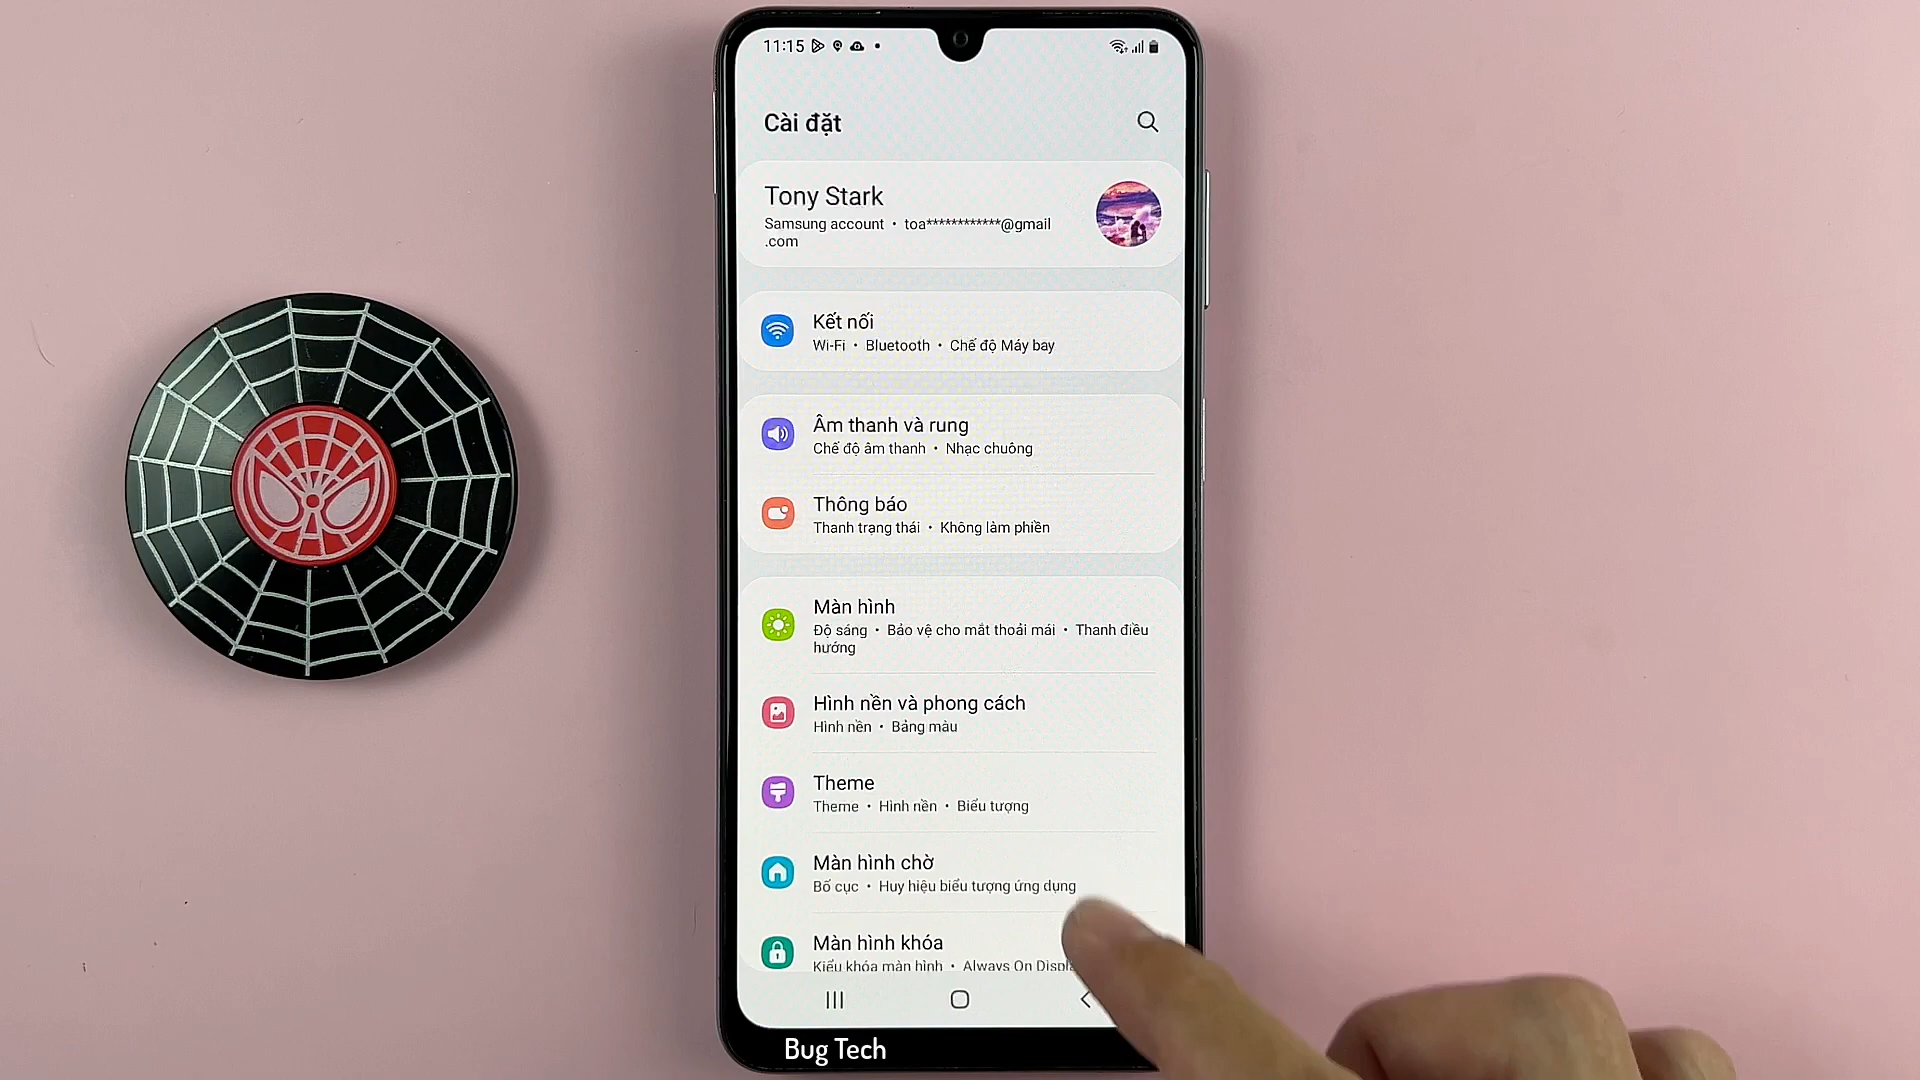 11:15
Cài đặt
Tony Stark
Samsung account • toa************@gmail
.com
Kết nối
Wi-Fi • Bluetooth • Chế độ Máy bay
Âm thanh và rung
Chế độ âm thanh • Nhạc chuông
Thông báo
Thanh trạng thái • Không làm phiền
Màn hình
Độ sáng • Bảo vệ cho mắt thoải mái • Thanh điều
hướng
Hình nền và phong cách
Hình nền • Bảng màu
Theme
Theme • Hình nền • Biểu tượng
Màn hình chờ
Bố cục • Huy hiệu biểu tượng ứng dụng
Màn hình khóa
Kiểu khóa màn hình • Always On
Bug Tech